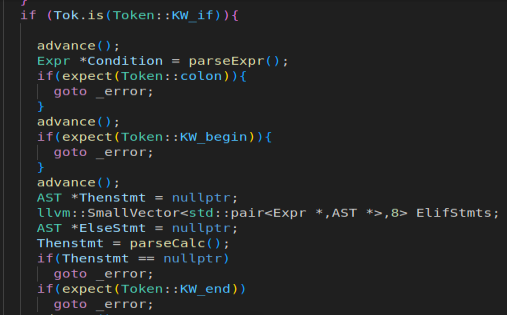 }
if (Tok.is(Token::KW_if)){
advance();
Expr *Condition = parseExpr();
if(expect(Token::colon)){
goto _error;
}
advance();
if(expect(Token::KW_begin)){
goto _error;
}
advance();
AST *Thenstmt = nullptr;
llvm::SmallVector<std::pair<Expr *,AST *>,8> ElifStmts;
AST *ElseStmt = nullptr;
Thenstmt = parseCalc();
if(Thenstmt == nullptr)
goto _error;
if(expect(Token::KW_end))
goto _error;